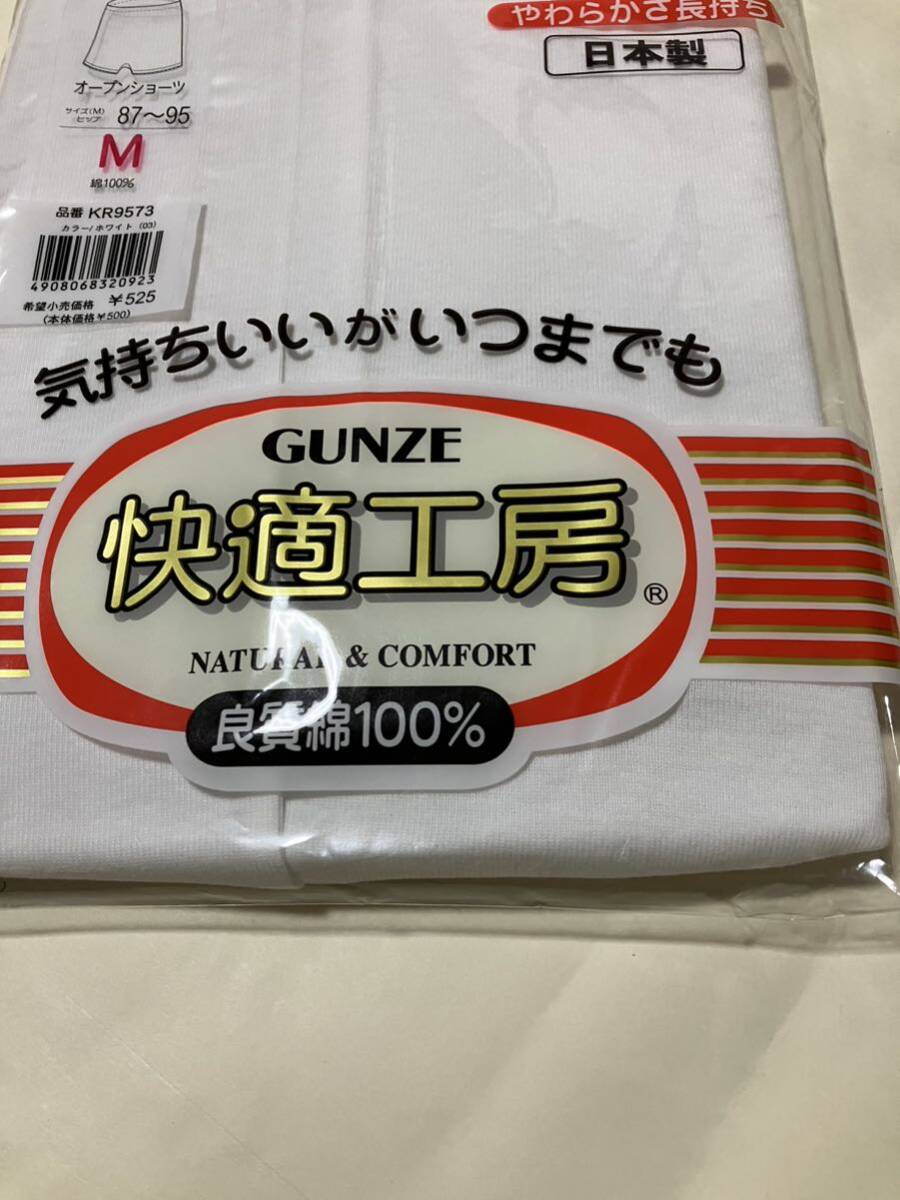 やわらかさ長持ち
日本製
オープンショーツ
サイズ(M)
ヒップ 87〜95
M
綿100%
品番 KR9573
カラー/ホワイト (03)
4908068320923
希望小売価格 ¥525
(本体価格¥500)
気持ちいいがいつまでも
GUNZE
快適工房®
NATURAL & COMFORT
良質綿100%